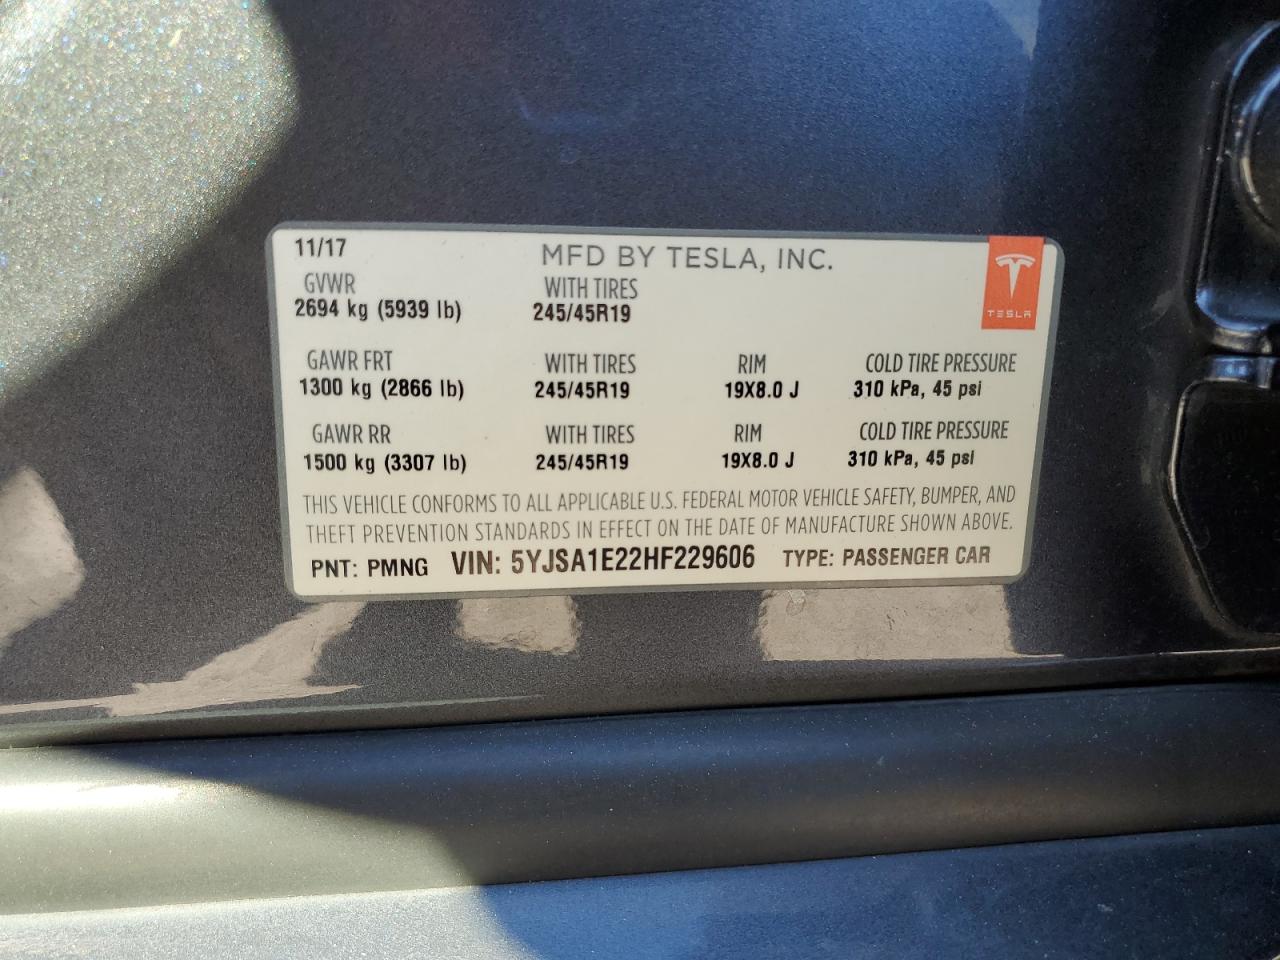 11/17 MFD BY TESLA, INC.
GVWR WITH TIRES
2694 kg (5939 lb) 245/45R19
TESLA
GAWR FRT WITH TIRES RIM COLD TIRE PRESSURE
1300 kg (2866 lb) 245/45R19 19X8.0 J 310 kPa, 45 psi
GAWR RR WITH TIRES RIM COLD TIRE PRESSURE
1500 kg (3307 lb) 245/45R19 19X8.0 J 310 kPa, 45 psi
THIS VEHICLE CONFORMS TO ALL APPLICABLE U.S. FEDERAL MOTOR VEHICLE SAFETY, BUMPER, AND
THEFT PREVENTION STANDARDS IN EFFECT ON THE DATE OF MANUFACTURE SHOWN ABOVE.
PNT: PMNG VIN: 5YJSA1E22HF229606 TYPE: PASSENGER CAR